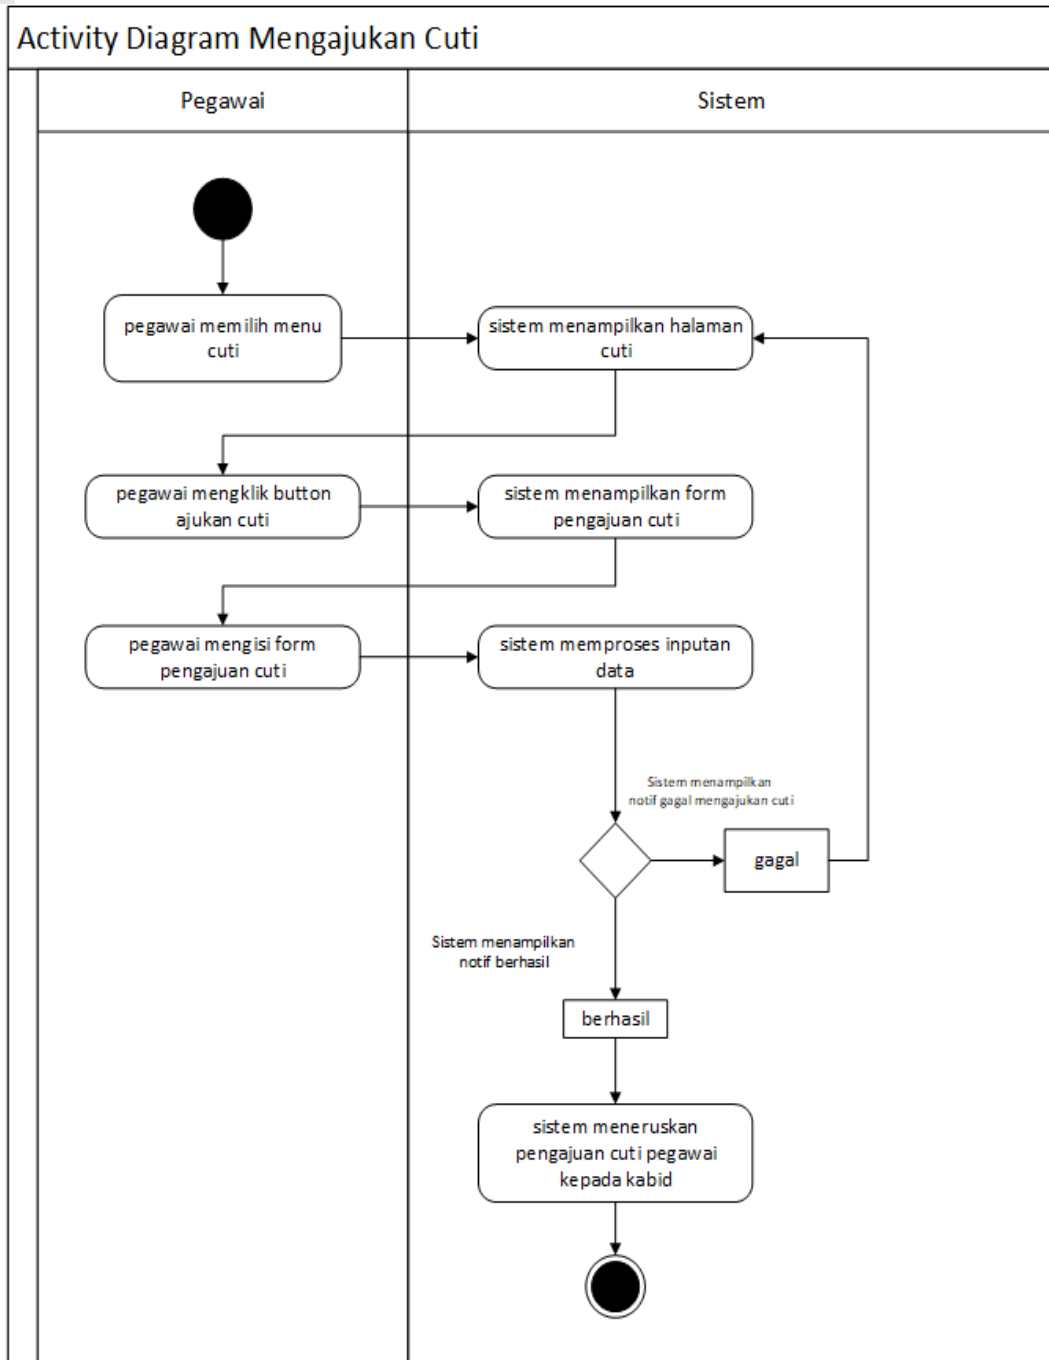 Activity Diagram Mengajukan Cuti
Pegawai
Sistem
pegawai memilih menu
cuti
sistem menampilkan halaman
cuti
pegawai mengklik button
ajukan cuti
sistem menampilkan form
pengajuan cuti
pegawai mengisi form
pengajuan cuti
sistem memproses inputan
data
Sistem menampilkan
notif gagal mengajukan cuti
gagal
Sistem menampilkan
notif berhasil
berhasil
sistem meneruskan
pengajuan cuti pegawai
kepada kabid